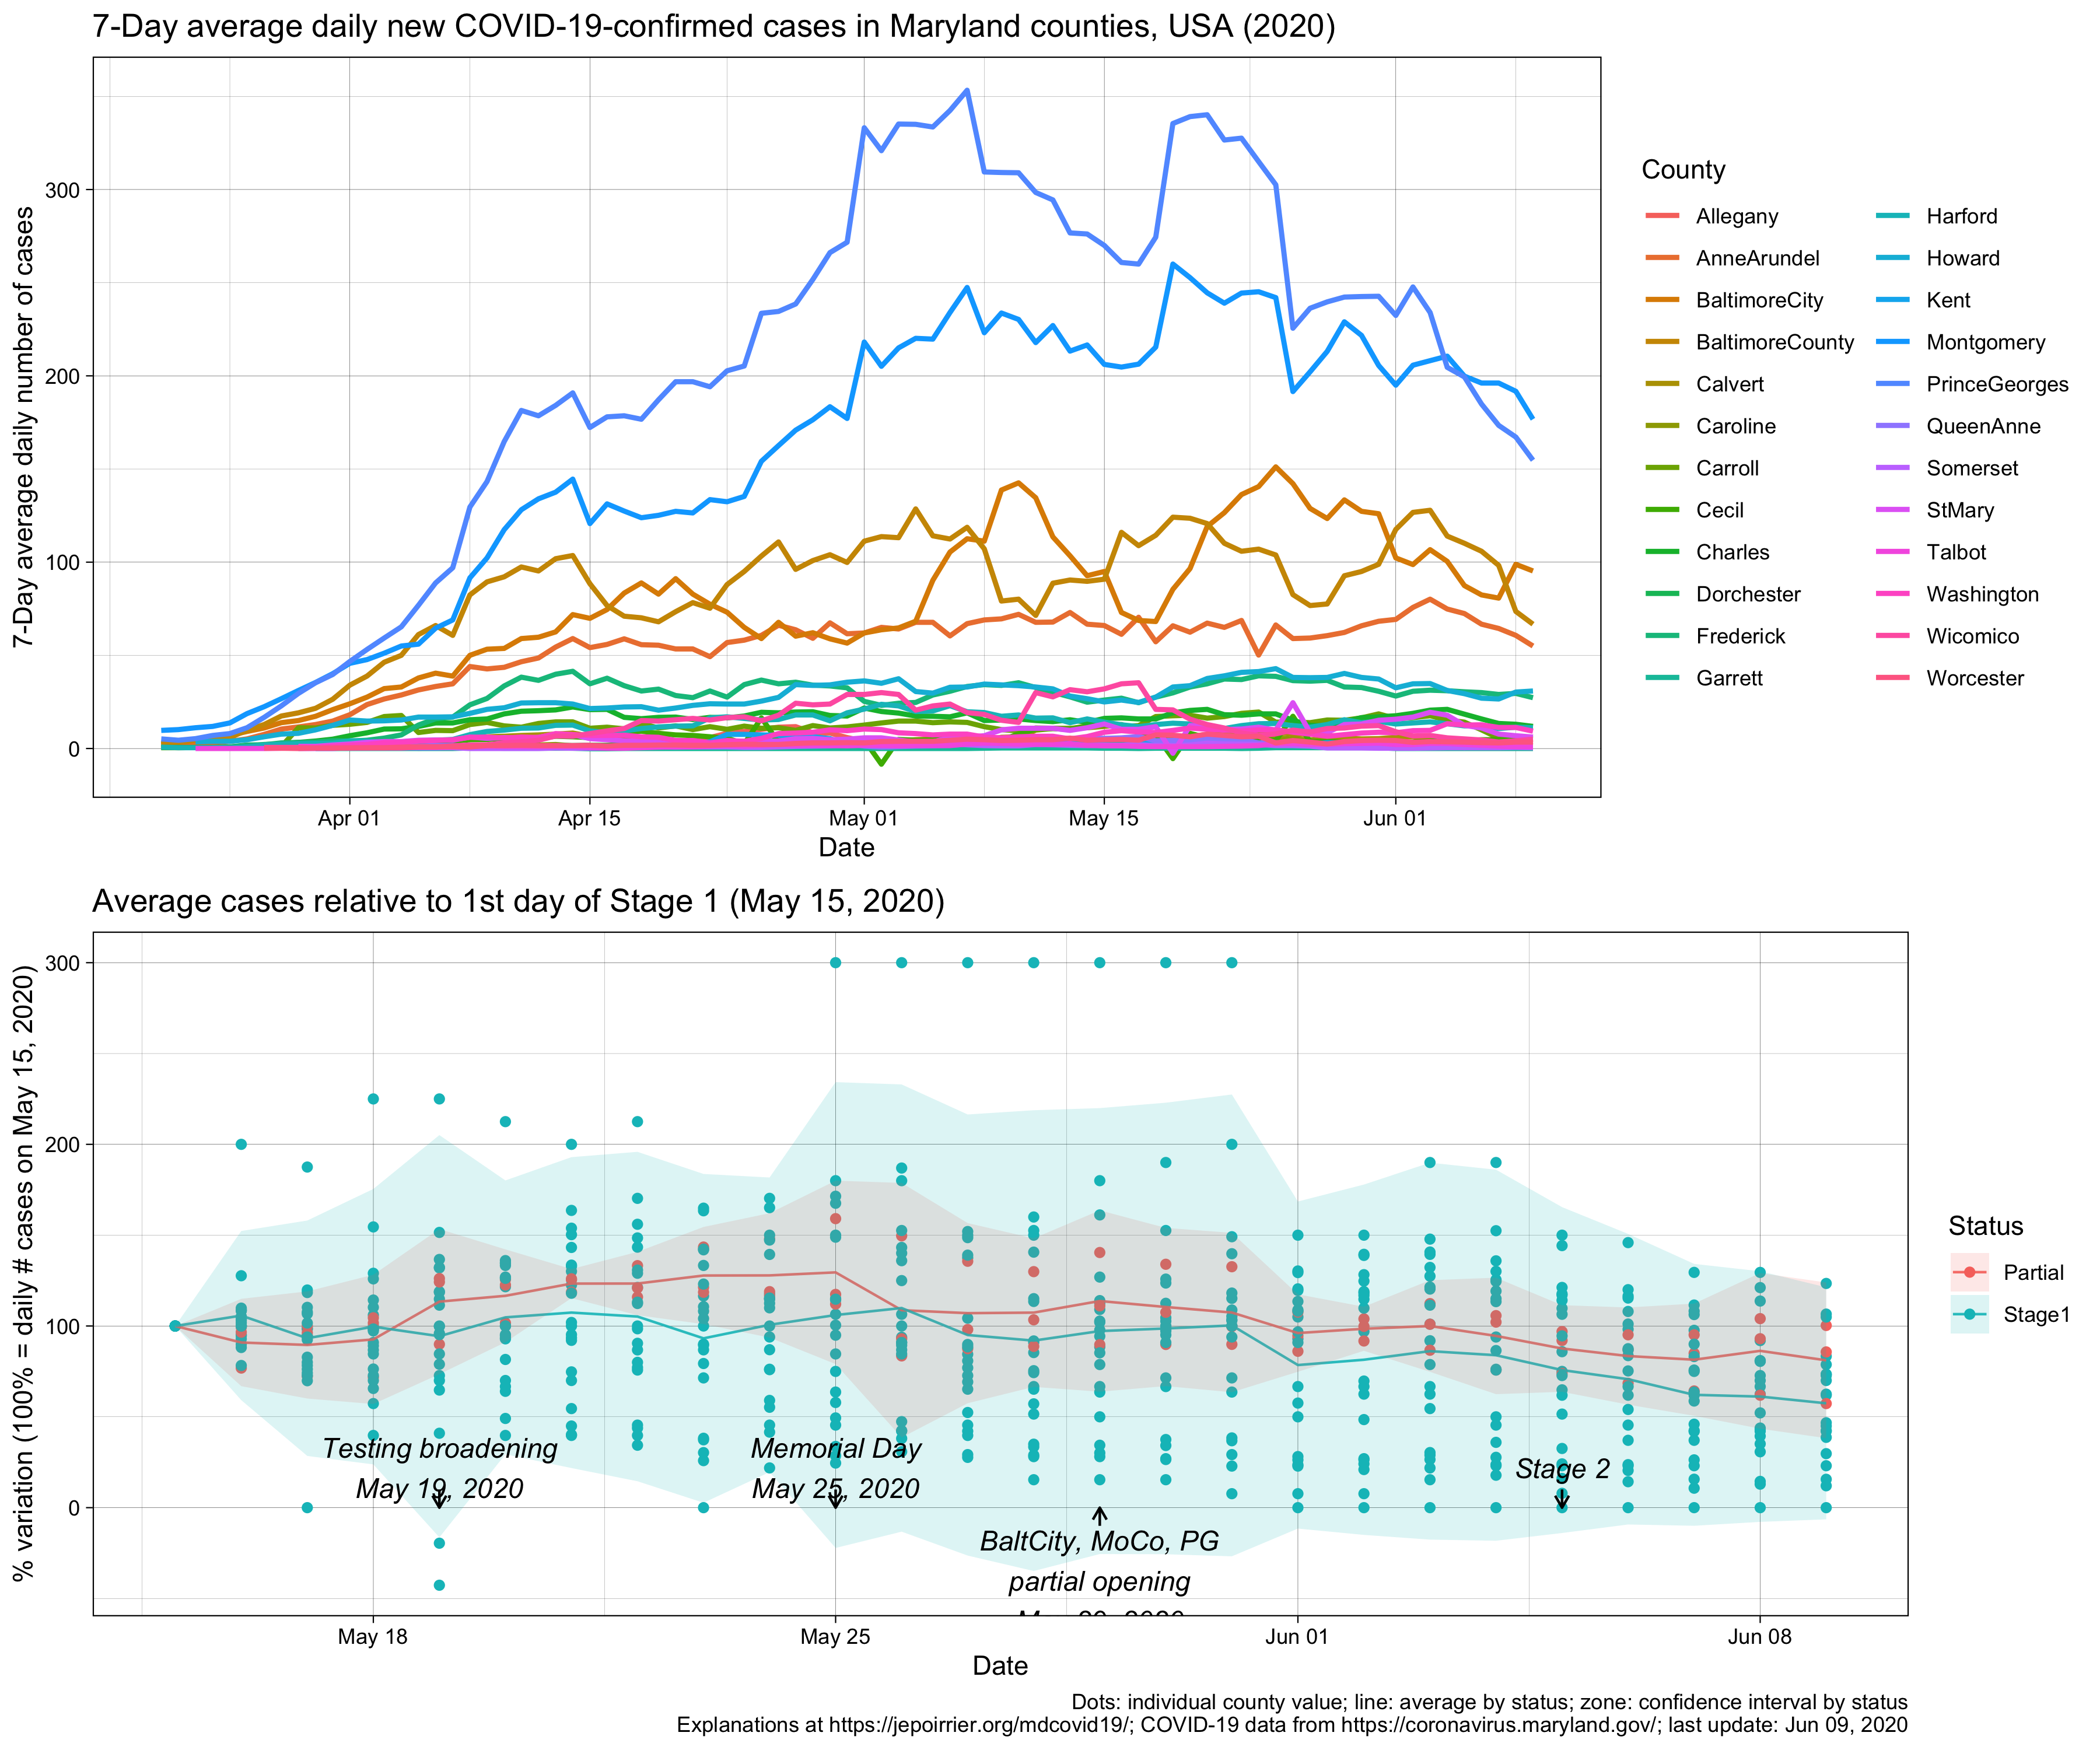 7-Day average daily new COVID-19-confirmed cases in Maryland counties, USA (2020)
7-Day average daily number of cases
300
200
100
0
Apr 01
Apr 15
May 01
May 15
Jun 01
Date
County
Allegany
AnneArundel
BaltimoreCity
BaltimoreCounty
Calvert
Caroline
Carroll
Cecil
Charles
Dorchester
Frederick
Garrett
Harford
Howard
Kent
Montgomery
PrinceGeorges
QueenAnne
Somerset
StMary
Talbot
Washington
Wicomico
Worcester
Average cases relative to 1st day of Stage 1 (May 15, 2020)
% variation (100% = daily # cases on May 15, 2020)
300
200
100
0
Testing broadening
May 19, 2020
Memorial Day
May 25, 2020
BaltCity, MoCo, PG
partial opening
Stage 2
May 18
May 25
Jun 01
Jun 08
Date
Status
Partial
Stage1
Dots: individual county value; line: average by status; zone: confidence interval by status
Explanations at https://jepoirrier.org/mdcovid19/; COVID-19 data from https://coronavirus.maryland.gov/; last update: Jun 09, 2020